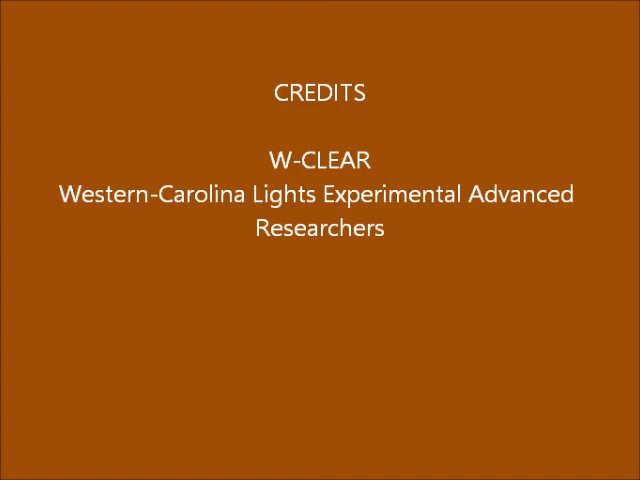 CREDITS
W-CLEAR
Western-Carolina Lights Experimental Advanced
Researchers